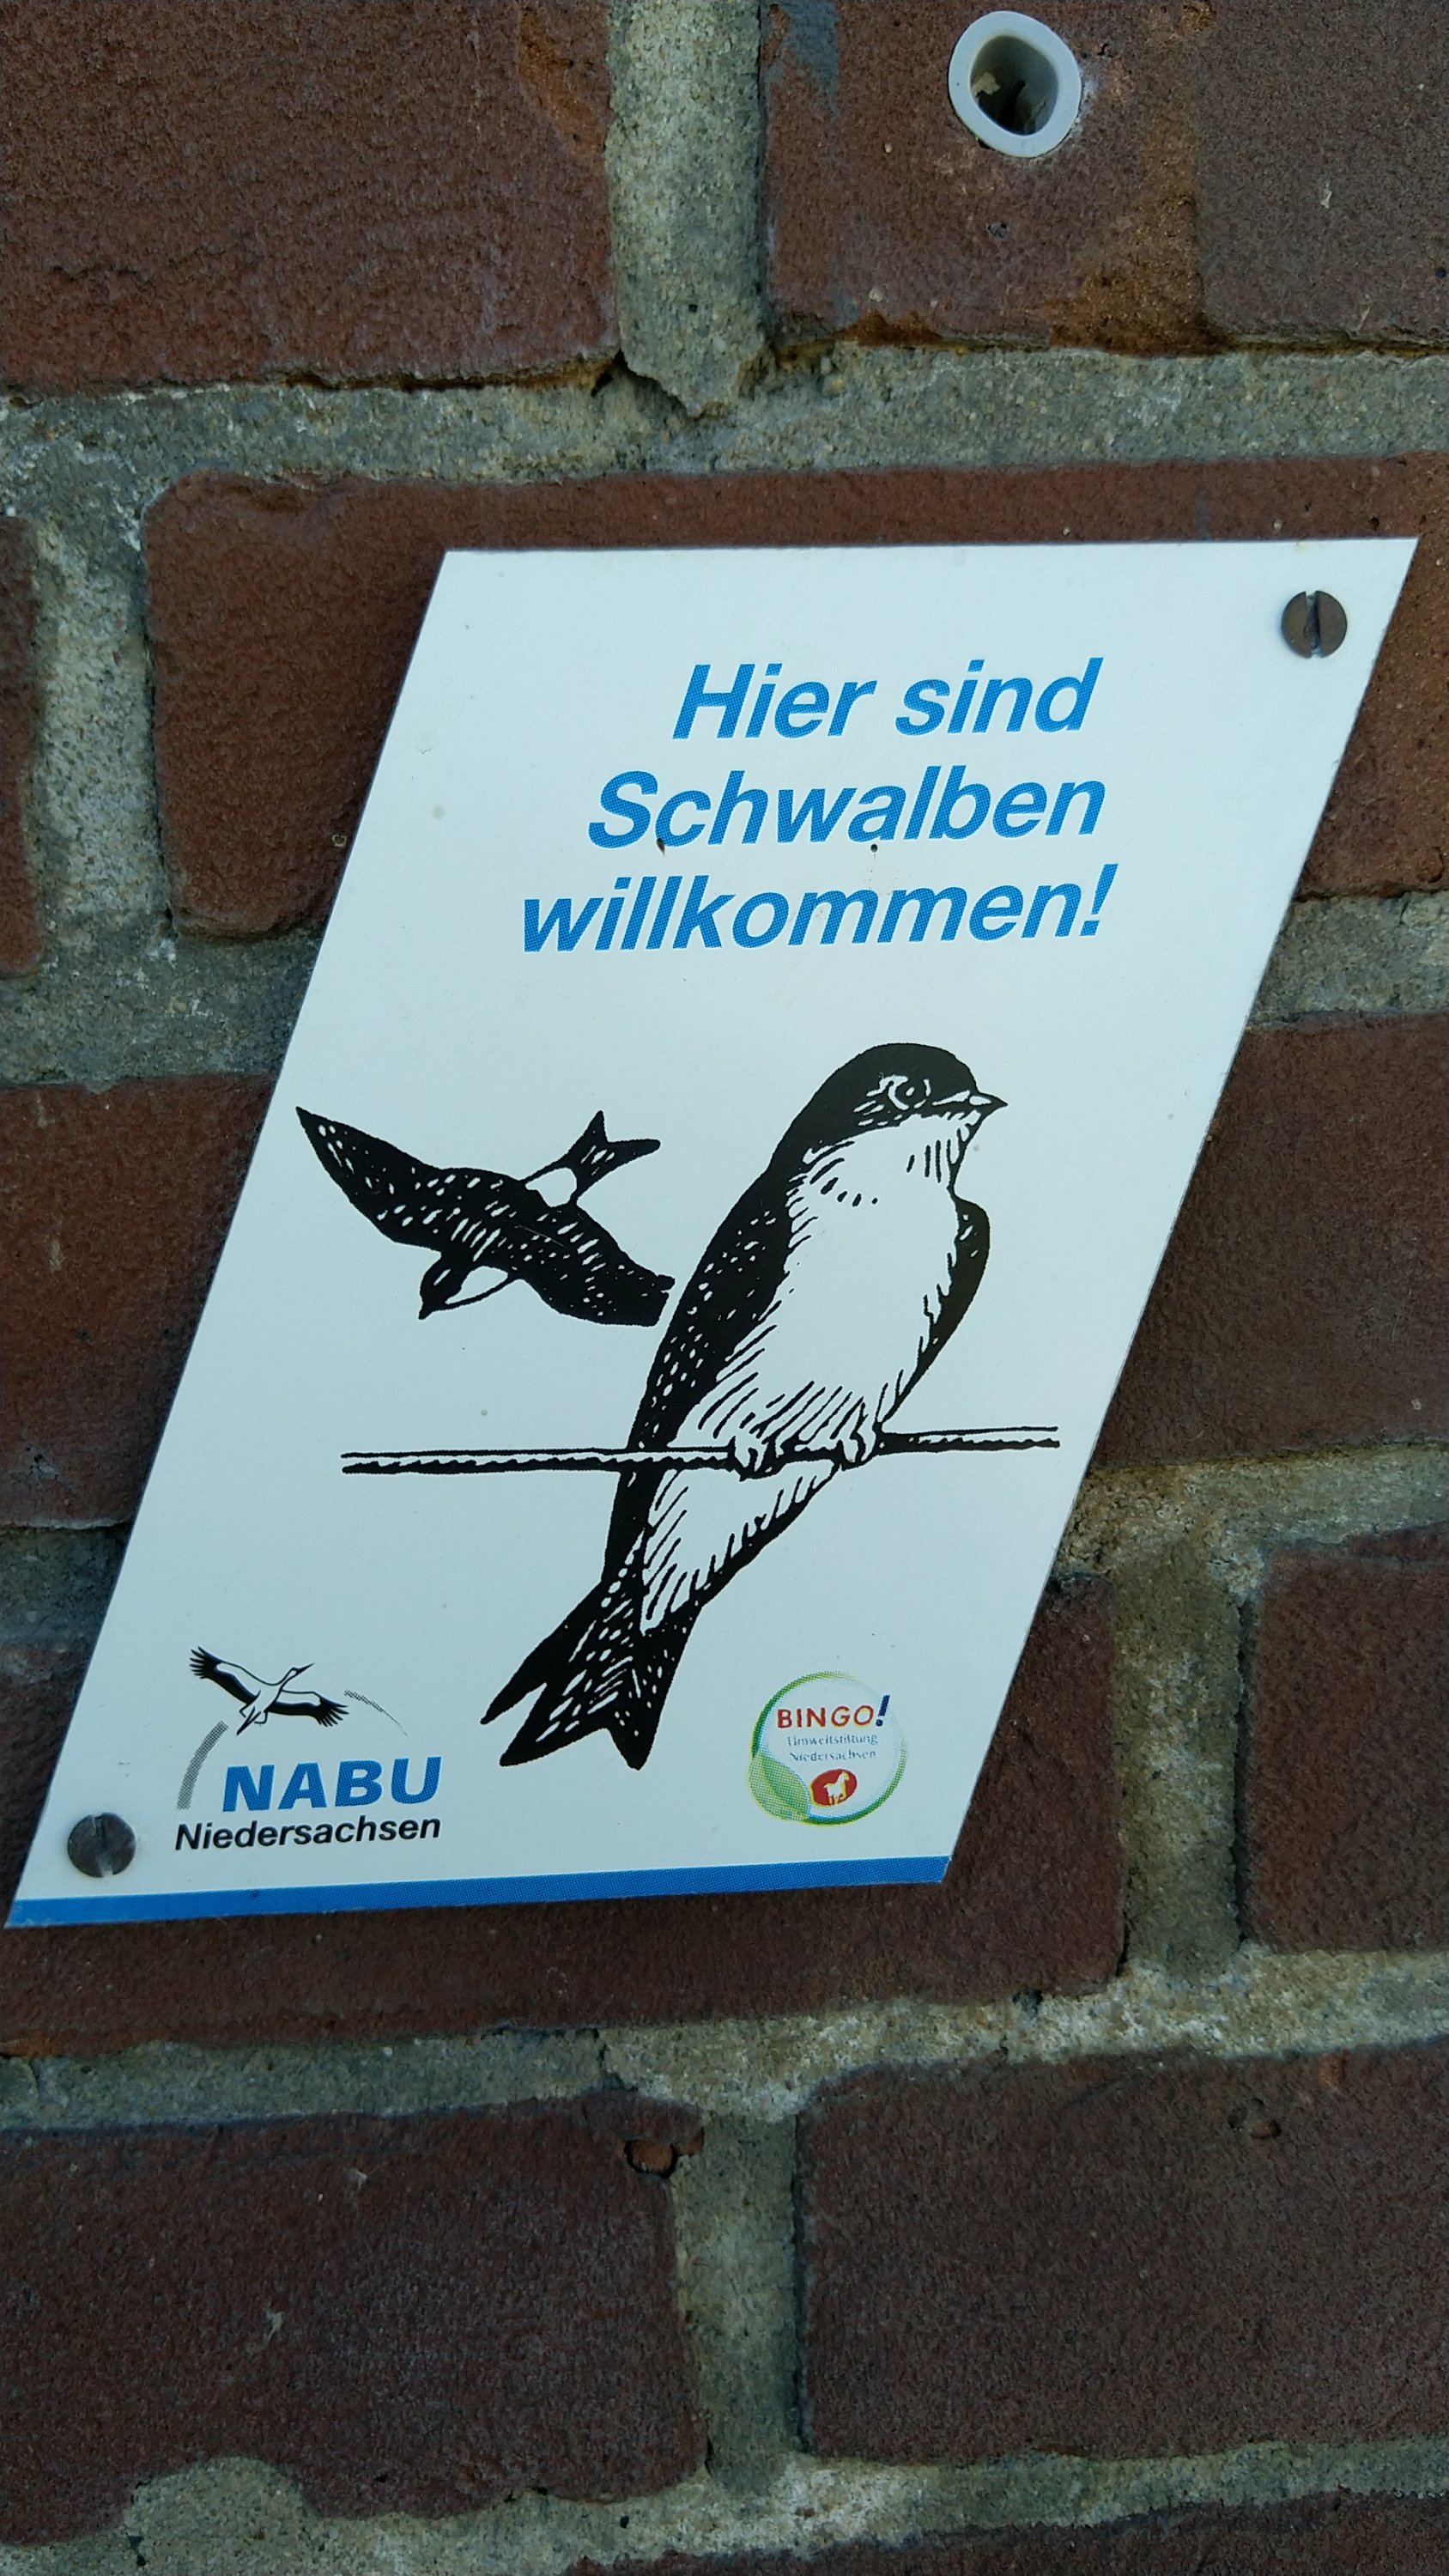 Hier sind
Schwalben
willkommen!
NABU
Niedersachsen
BINGO!
Umweltstiftung
Niedersachsen